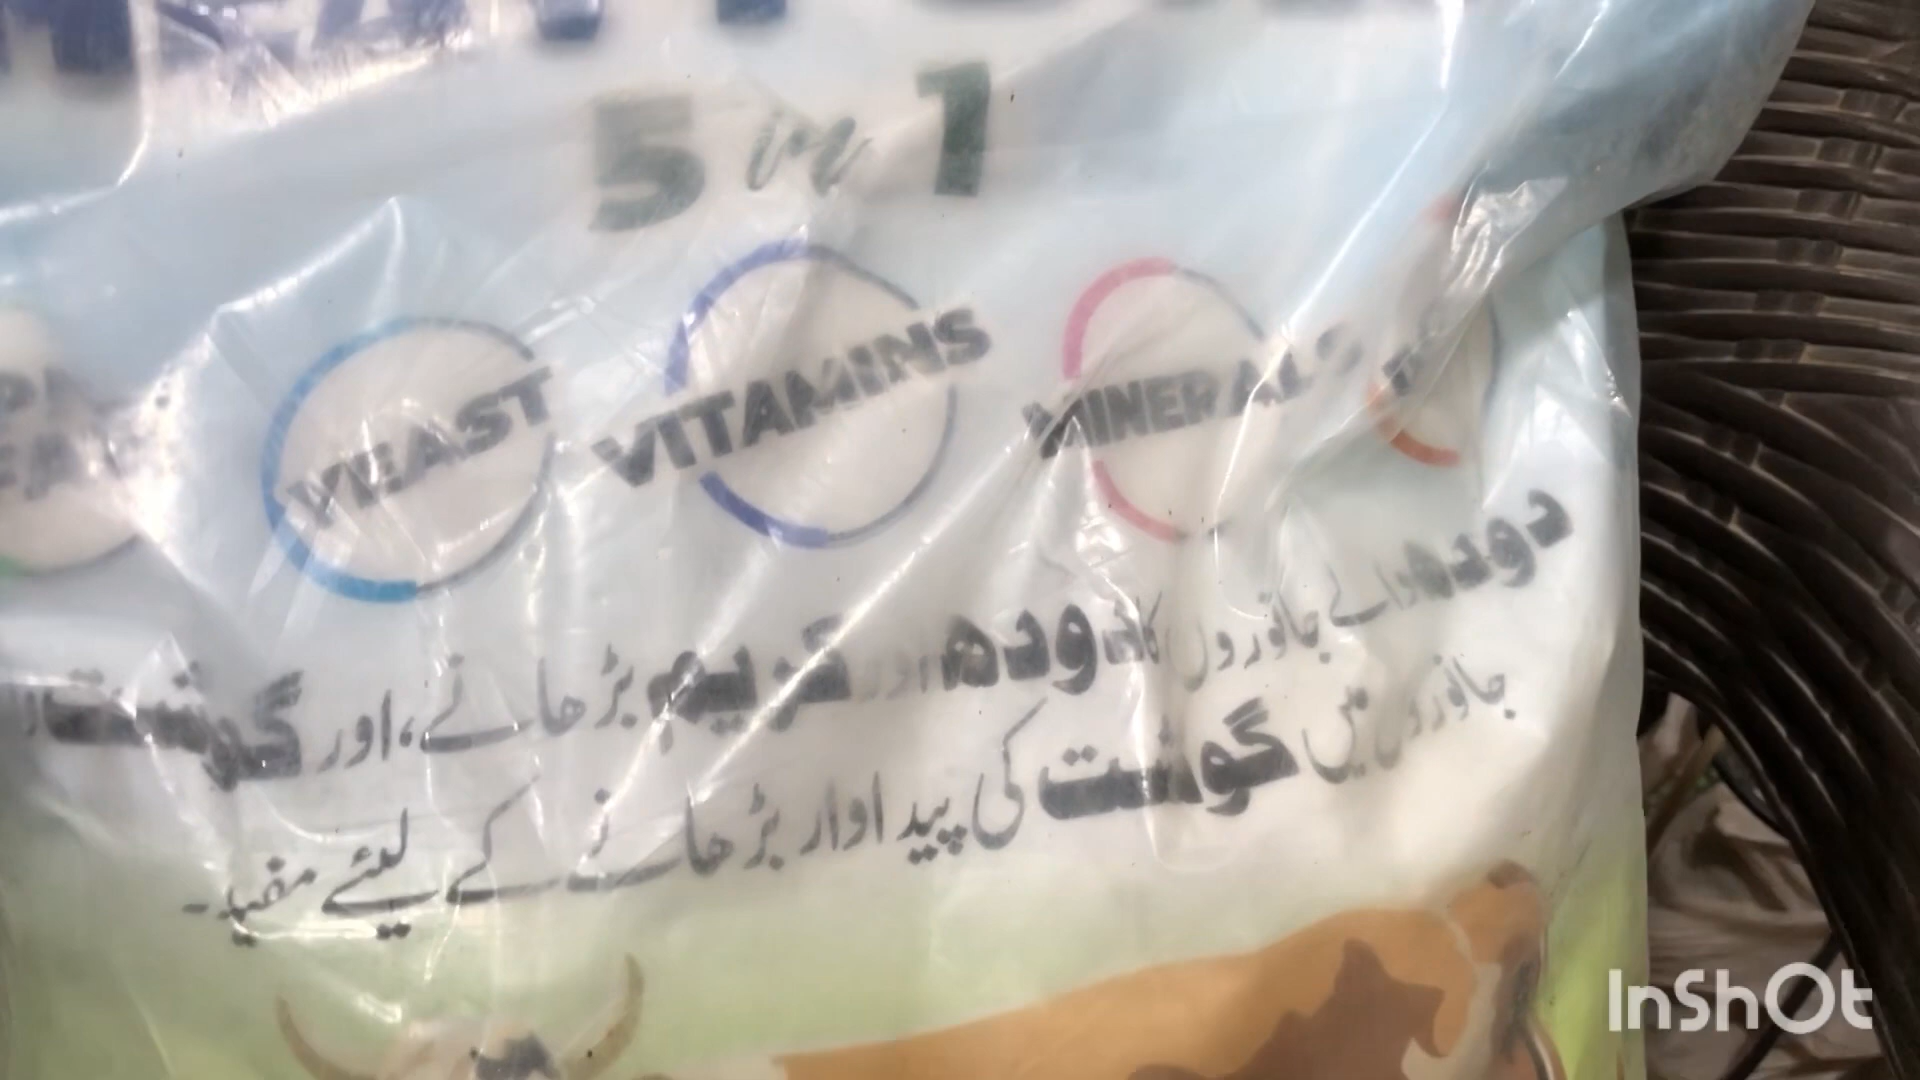 5 in 1
YEAST
VITAMINS
MINERALS
دودھ والے جانوروں کا دودھ اور کریم بڑھانے، اور گوشت
جانوروں میں گوشت کی پیداوار بڑھانے کے لیئے مفید۔
InShOt